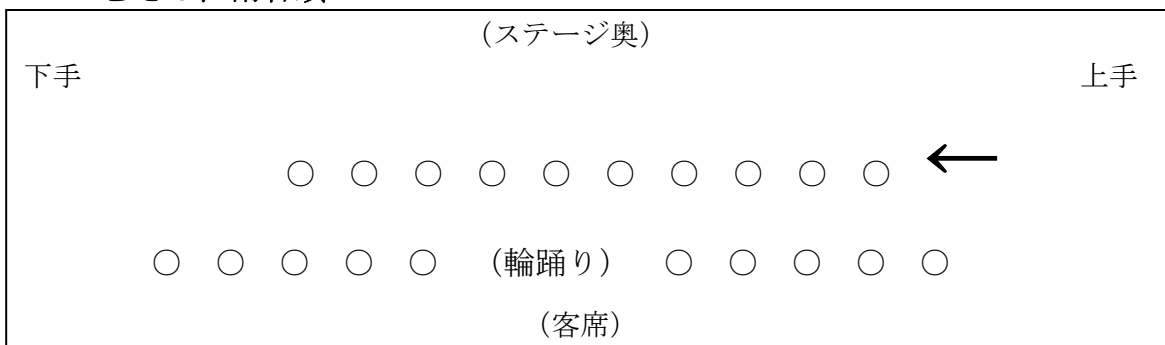 (ステージ奥)
下手 上手
○ ○ ○ ○ ○ ○ ○ ○ ○ ○ ←
○ ○ ○ ○ ○ (輪踊り) ○ ○ ○ ○ ○
(客席)